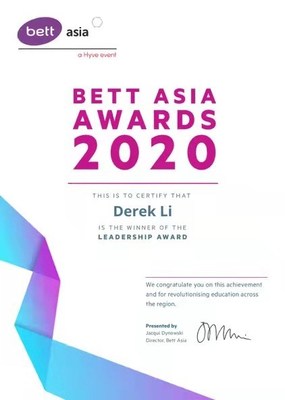 bett asia
a Hyve event
BETT ASIA
AWARDS
2020
THIS IS TO CERTIFY THAT
Derek Li
IS THE WINNER OF THE
LEADERSHIP AWARD
We congratulate you on this achievement
and for revolutionising education across
the region.
Presented by
Director, Bett Asia